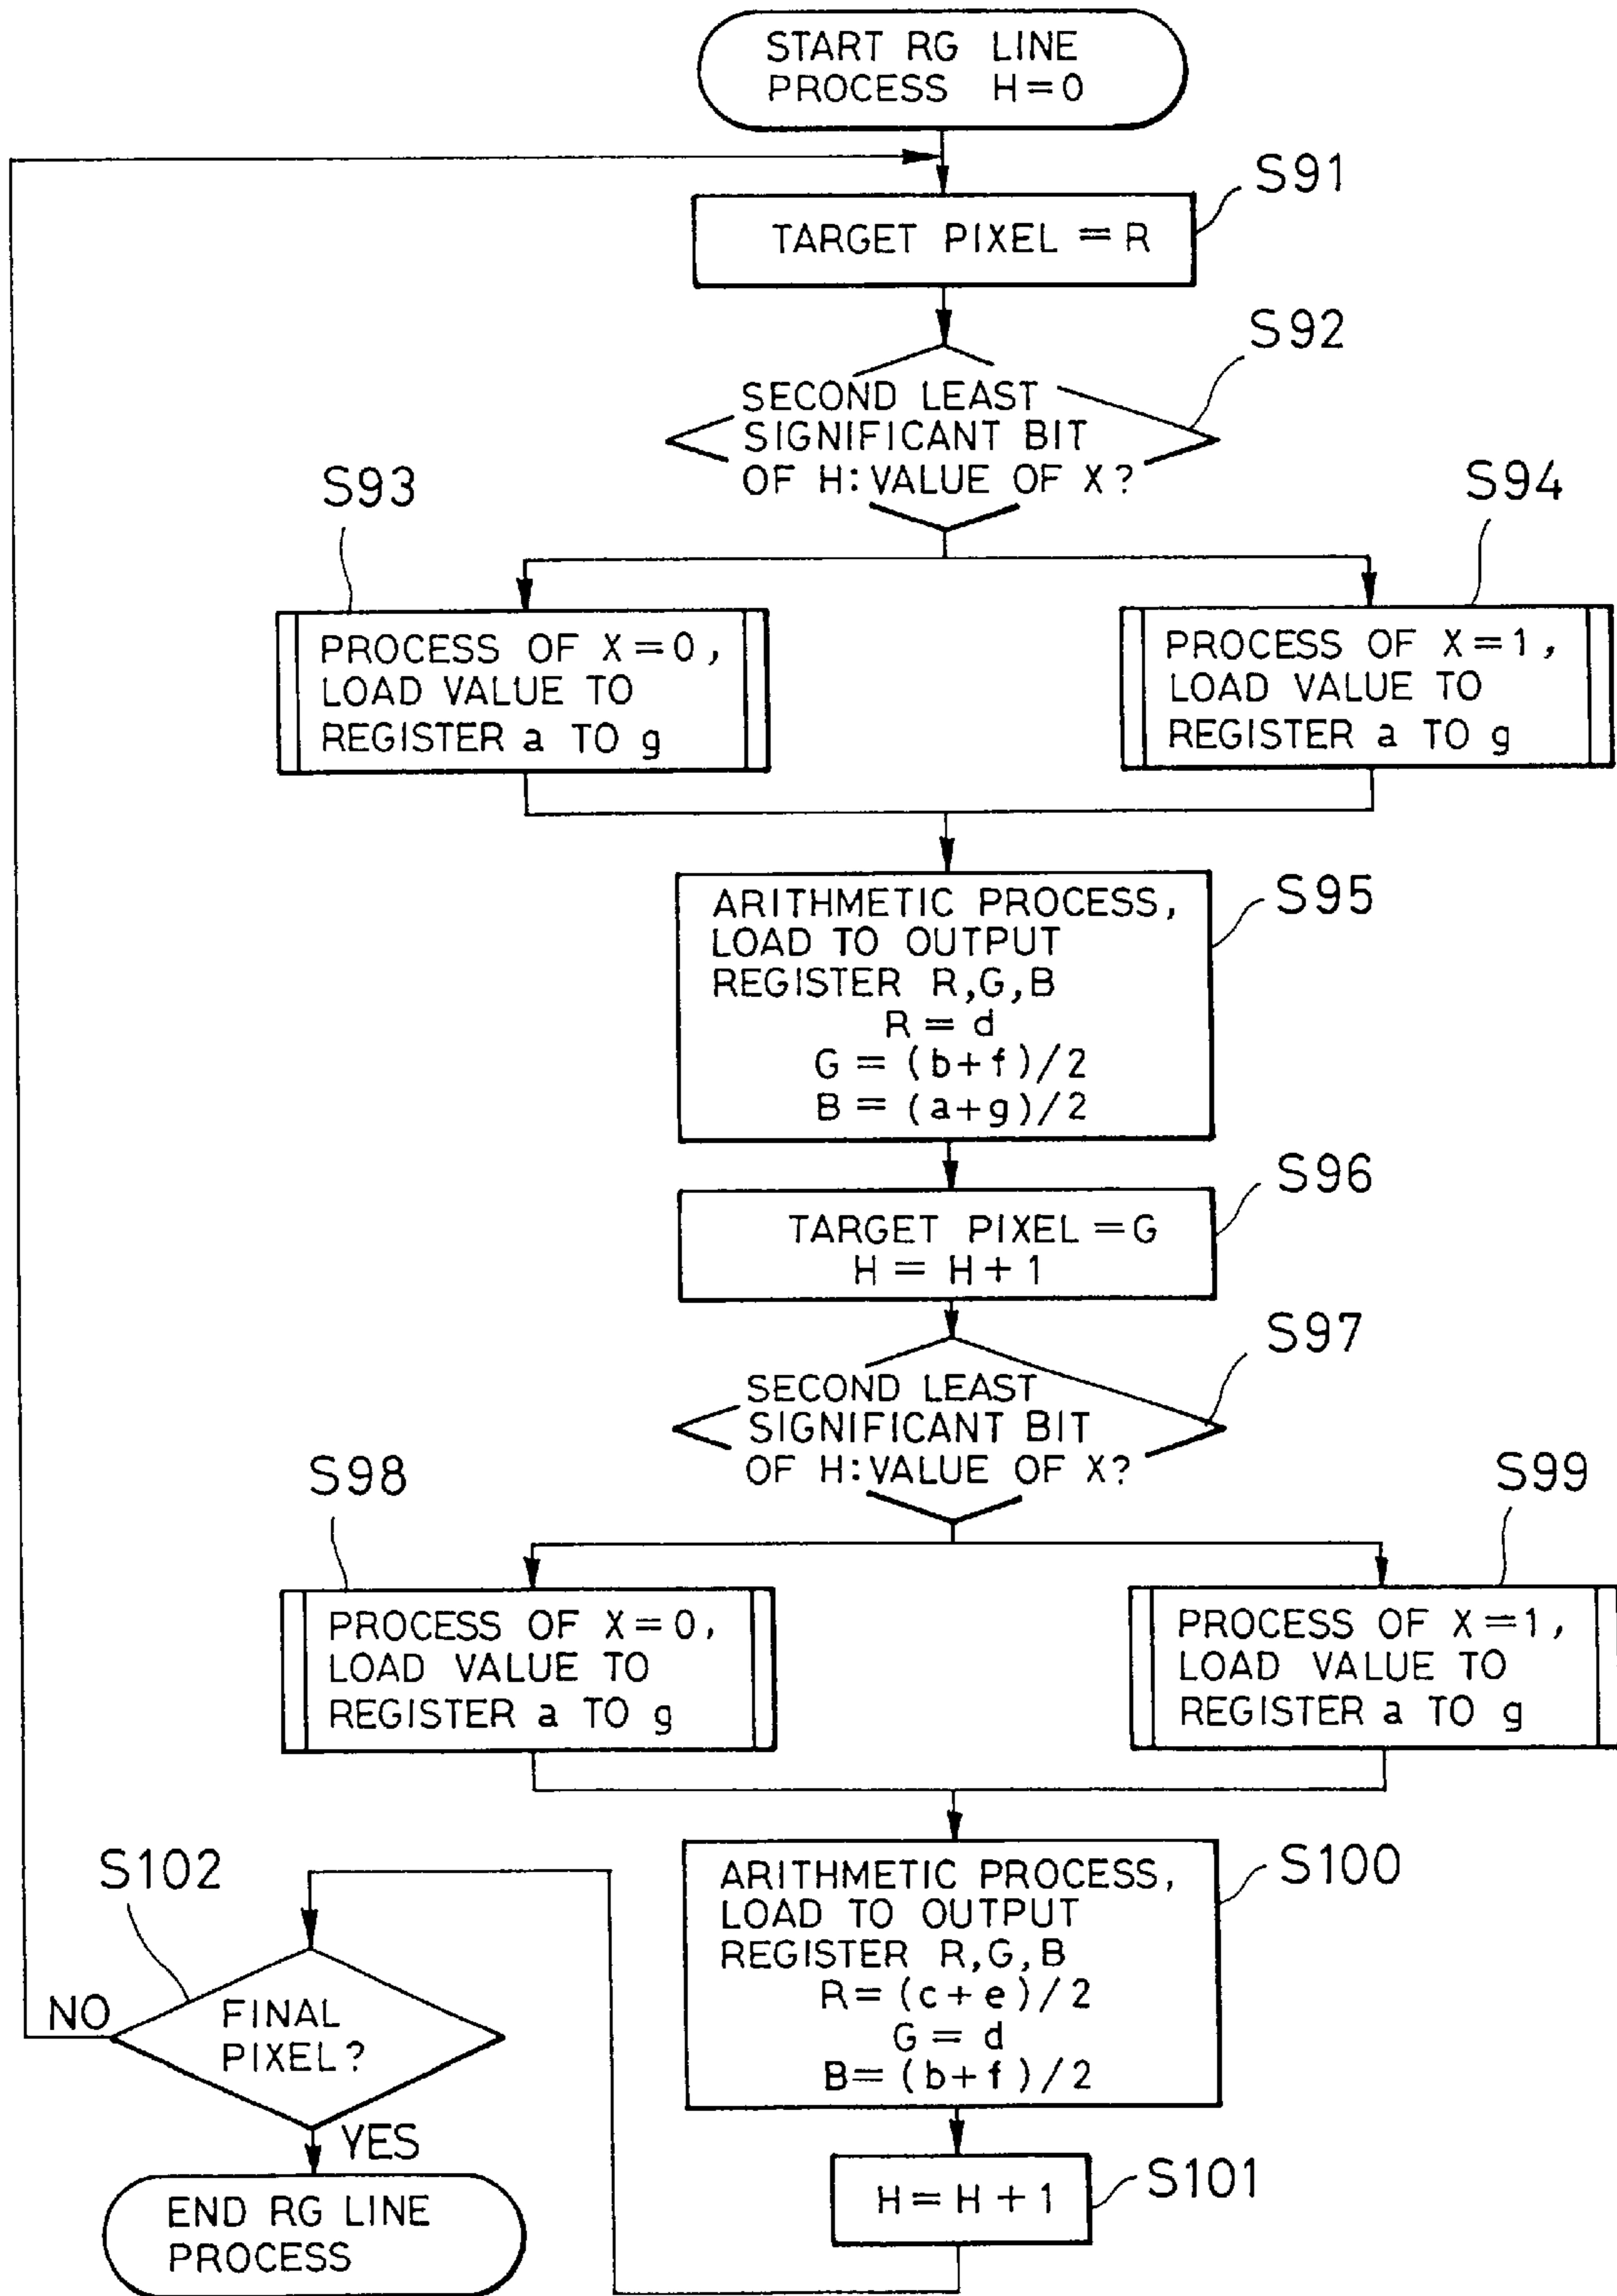 START RG LINE
PROCESS H=0
S91
TARGET PIXEL = R
S92
SECOND LEAST
SIGNIFICANT BIT
OF H:VALUE OF X?
S93
S94
PROCESS OF X=0,
LOAD VALUE TO
REGISTER a TO g
PROCESS OF X=1,
LOAD VALUE TO
REGISTER a TO g
S95
ARITHMETIC PROCESS,
LOAD TO OUTPUT
REGISTER R,G,B
R = d
G = (b+f)/2
B = (a+g)/2
S96
TARGET PIXEL =G
H = H+1
S97
SECOND LEAST
SIGNIFICANT BIT
OF H:VALUE OF X?
S98
S99
PROCESS OF X=0,
LOAD VALUE TO
REGISTER a TO g
PROCESS OF X=1,
LOAD VALUE TO
REGISTER a TO g
S100
ARITHMETIC PROCESS,
LOAD TO OUTPUT
REGISTER R,G,B
R=(c+e)/2
G = d
B=(b+f)/2
S101
H=H+1
S102
FINAL
PIXEL?
NO
YES
END RG LINE
PROCESS